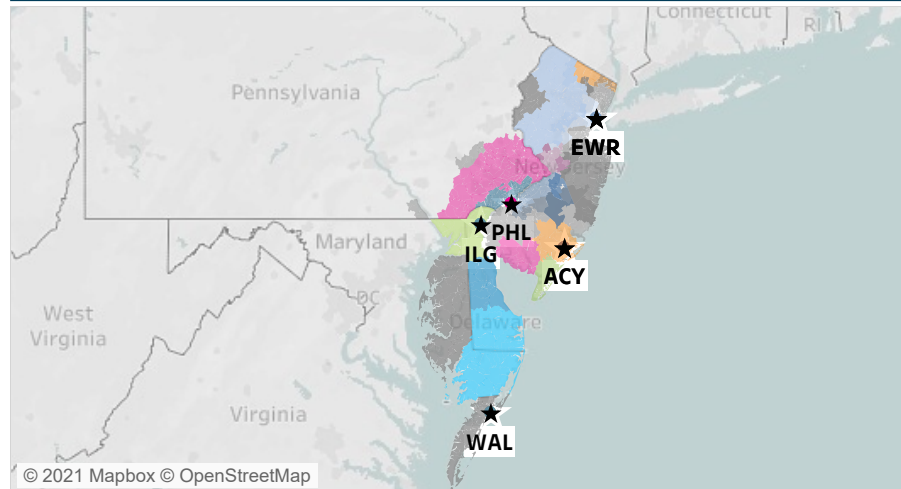 Connecticut
RI
Pennsylvania
EWR
New Jersey
PHL
Maryland
ILG
ACY
DC
West
Virginia
Delaware
Virginia
WAL
© 2021 Mapbox © OpenStreetMap